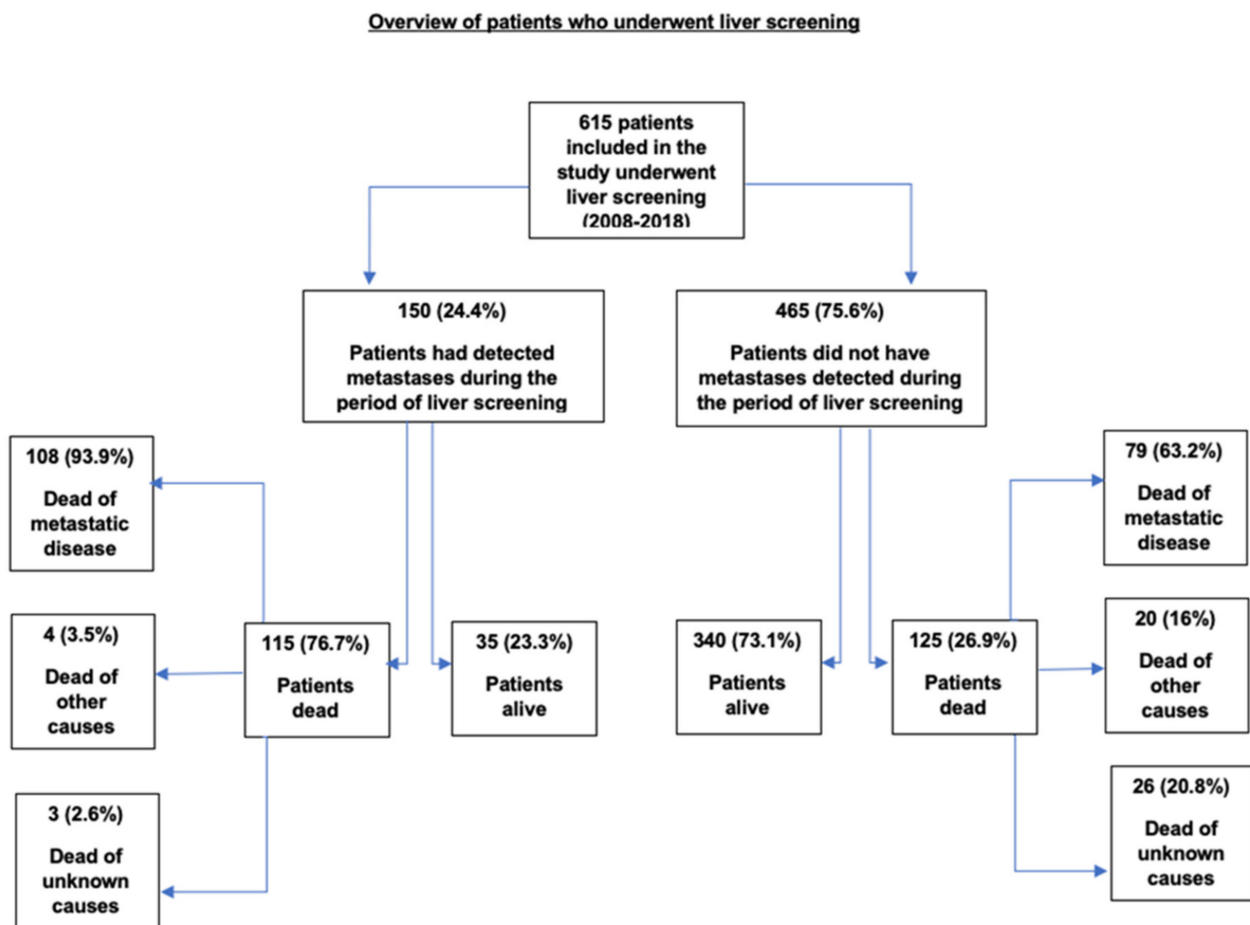 Overview of patients who underwent liver screening
615 patients
included in the
study underwent
liver screening
(2008-2018)
150 (24.4%)
Patients had detected
metastases during the
period of liver screening
465 (75.6%)
Patients did not have
metastases detected during
the period of liver screening
108 (93.9%)
Dead of
metastatic
disease
4 (3.5%)
Dead of
other
causes
3 (2.6%)
Dead of
unknown
causes
115 (76.7%)
Patients
dead
35 (23.3%)
Patients
alive
340 (73.1%)
Patients
alive
125 (26.9%)
Patients
dead
79 (63.2%)
Dead of
metastatic
disease
20 (16%)
Dead of
other
causes
26 (20.8%)
Dead of
unknown
causes